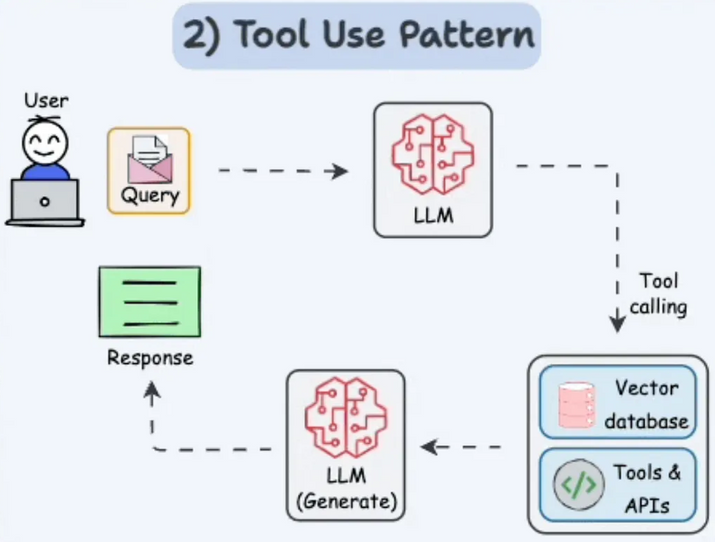 2) Tool Use Pattern
User
Query
LLM
Tool
calling
Response
Vector
database
LLM
(Generate)
Tools &
APIs